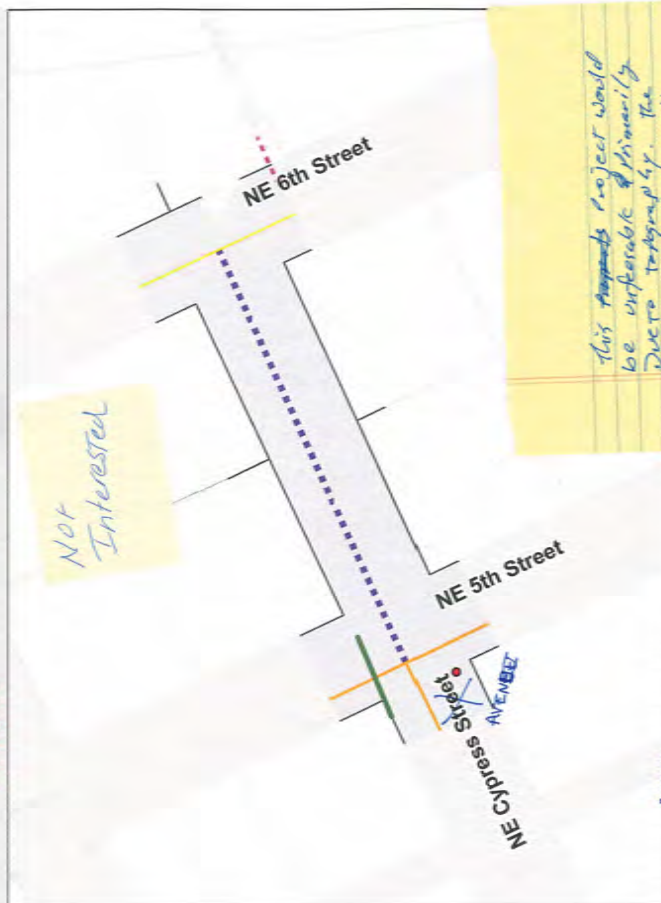 NE 6th Street
this project would
be unfeasible primarily
Due to topography. the
Not
Interested
NE 5th Street
NE Cypress Street
AVENUE